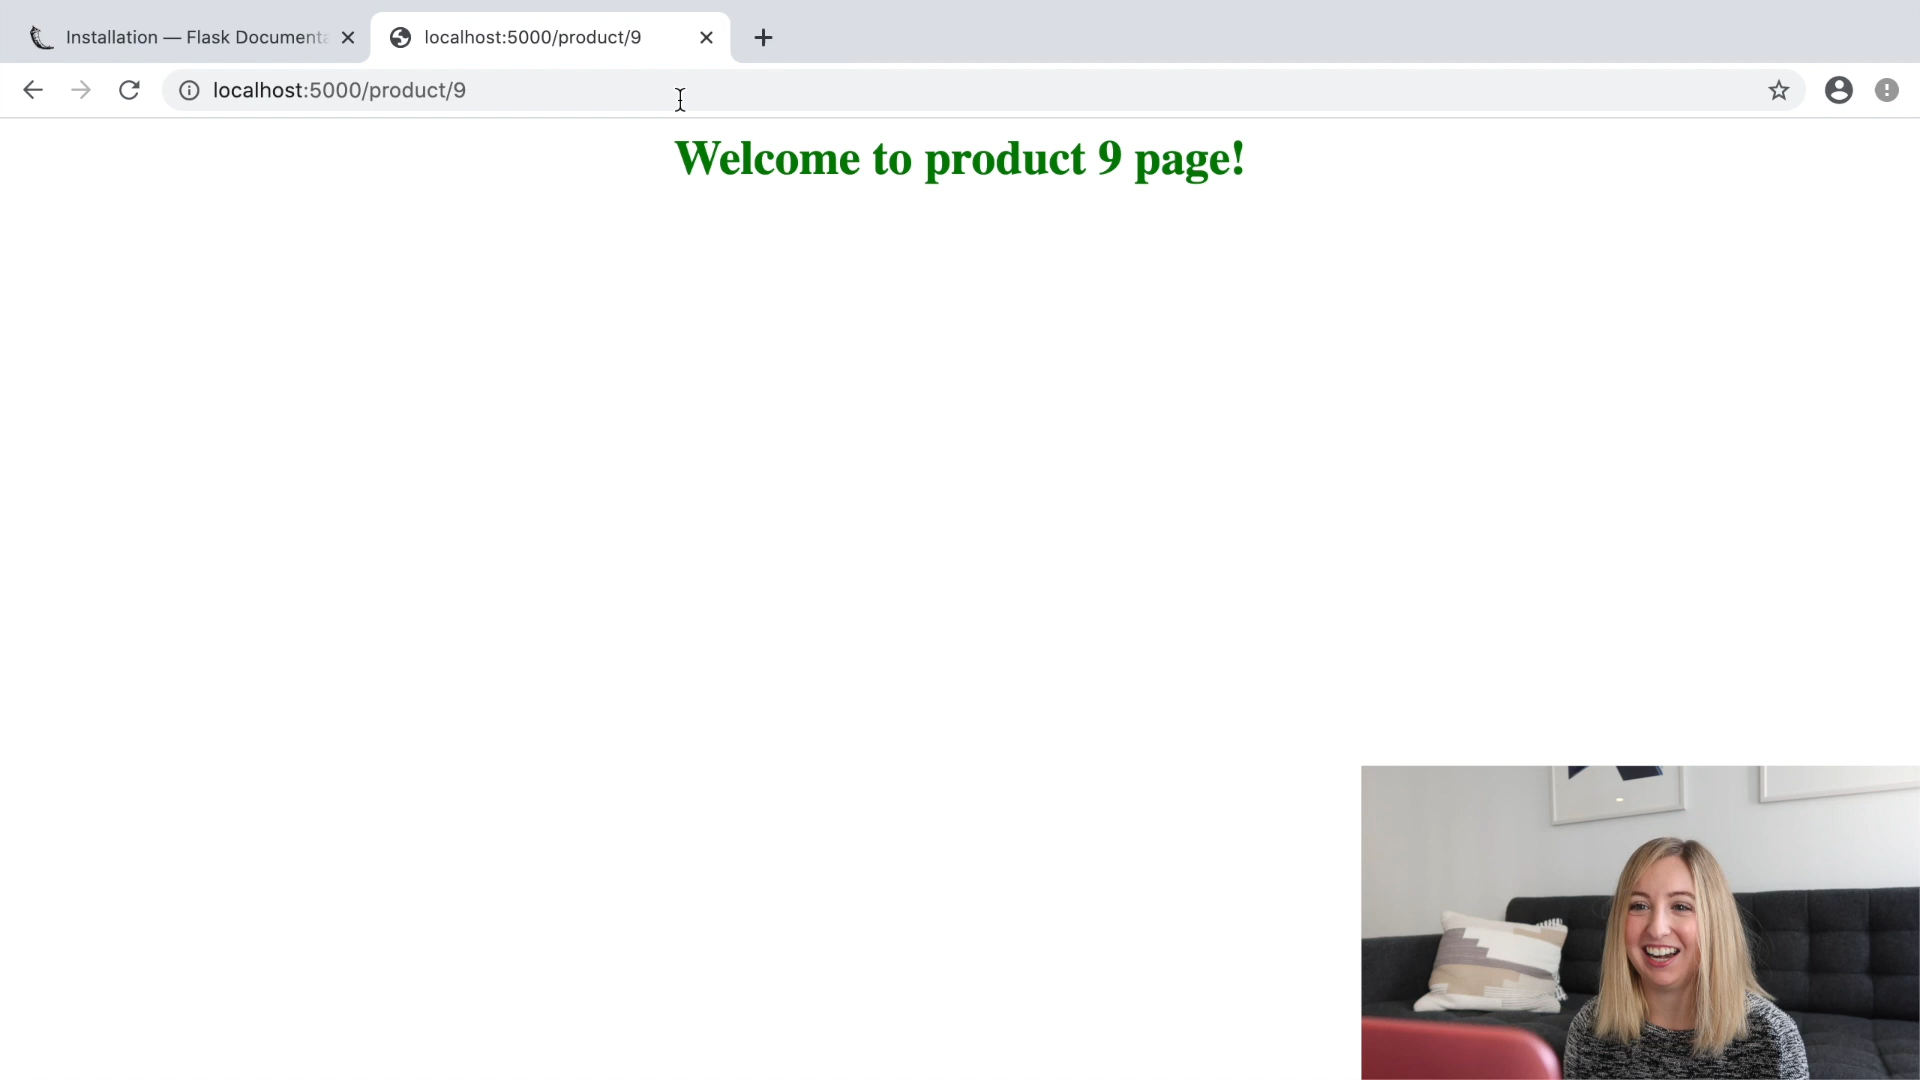 Installation — Flask Documenta
localhost:5000/product/9
localhost:5000/product/9
Welcome to product 9 page!